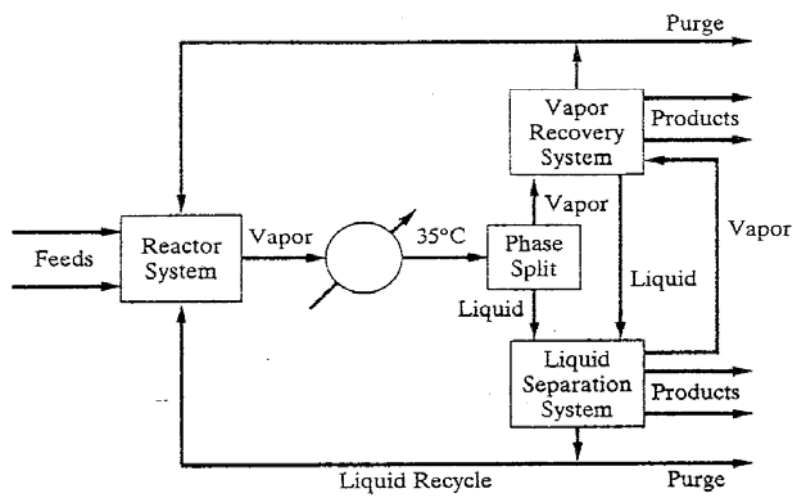 Purge
Vapor
Recovery
System
Products
Vapor
Vapor
35°C
Phase
Split
Vapor
Feeds
Reactor
System
Liquid
Liquid
Liquid
Separation
System
Products
Liquid Recycle
Purge